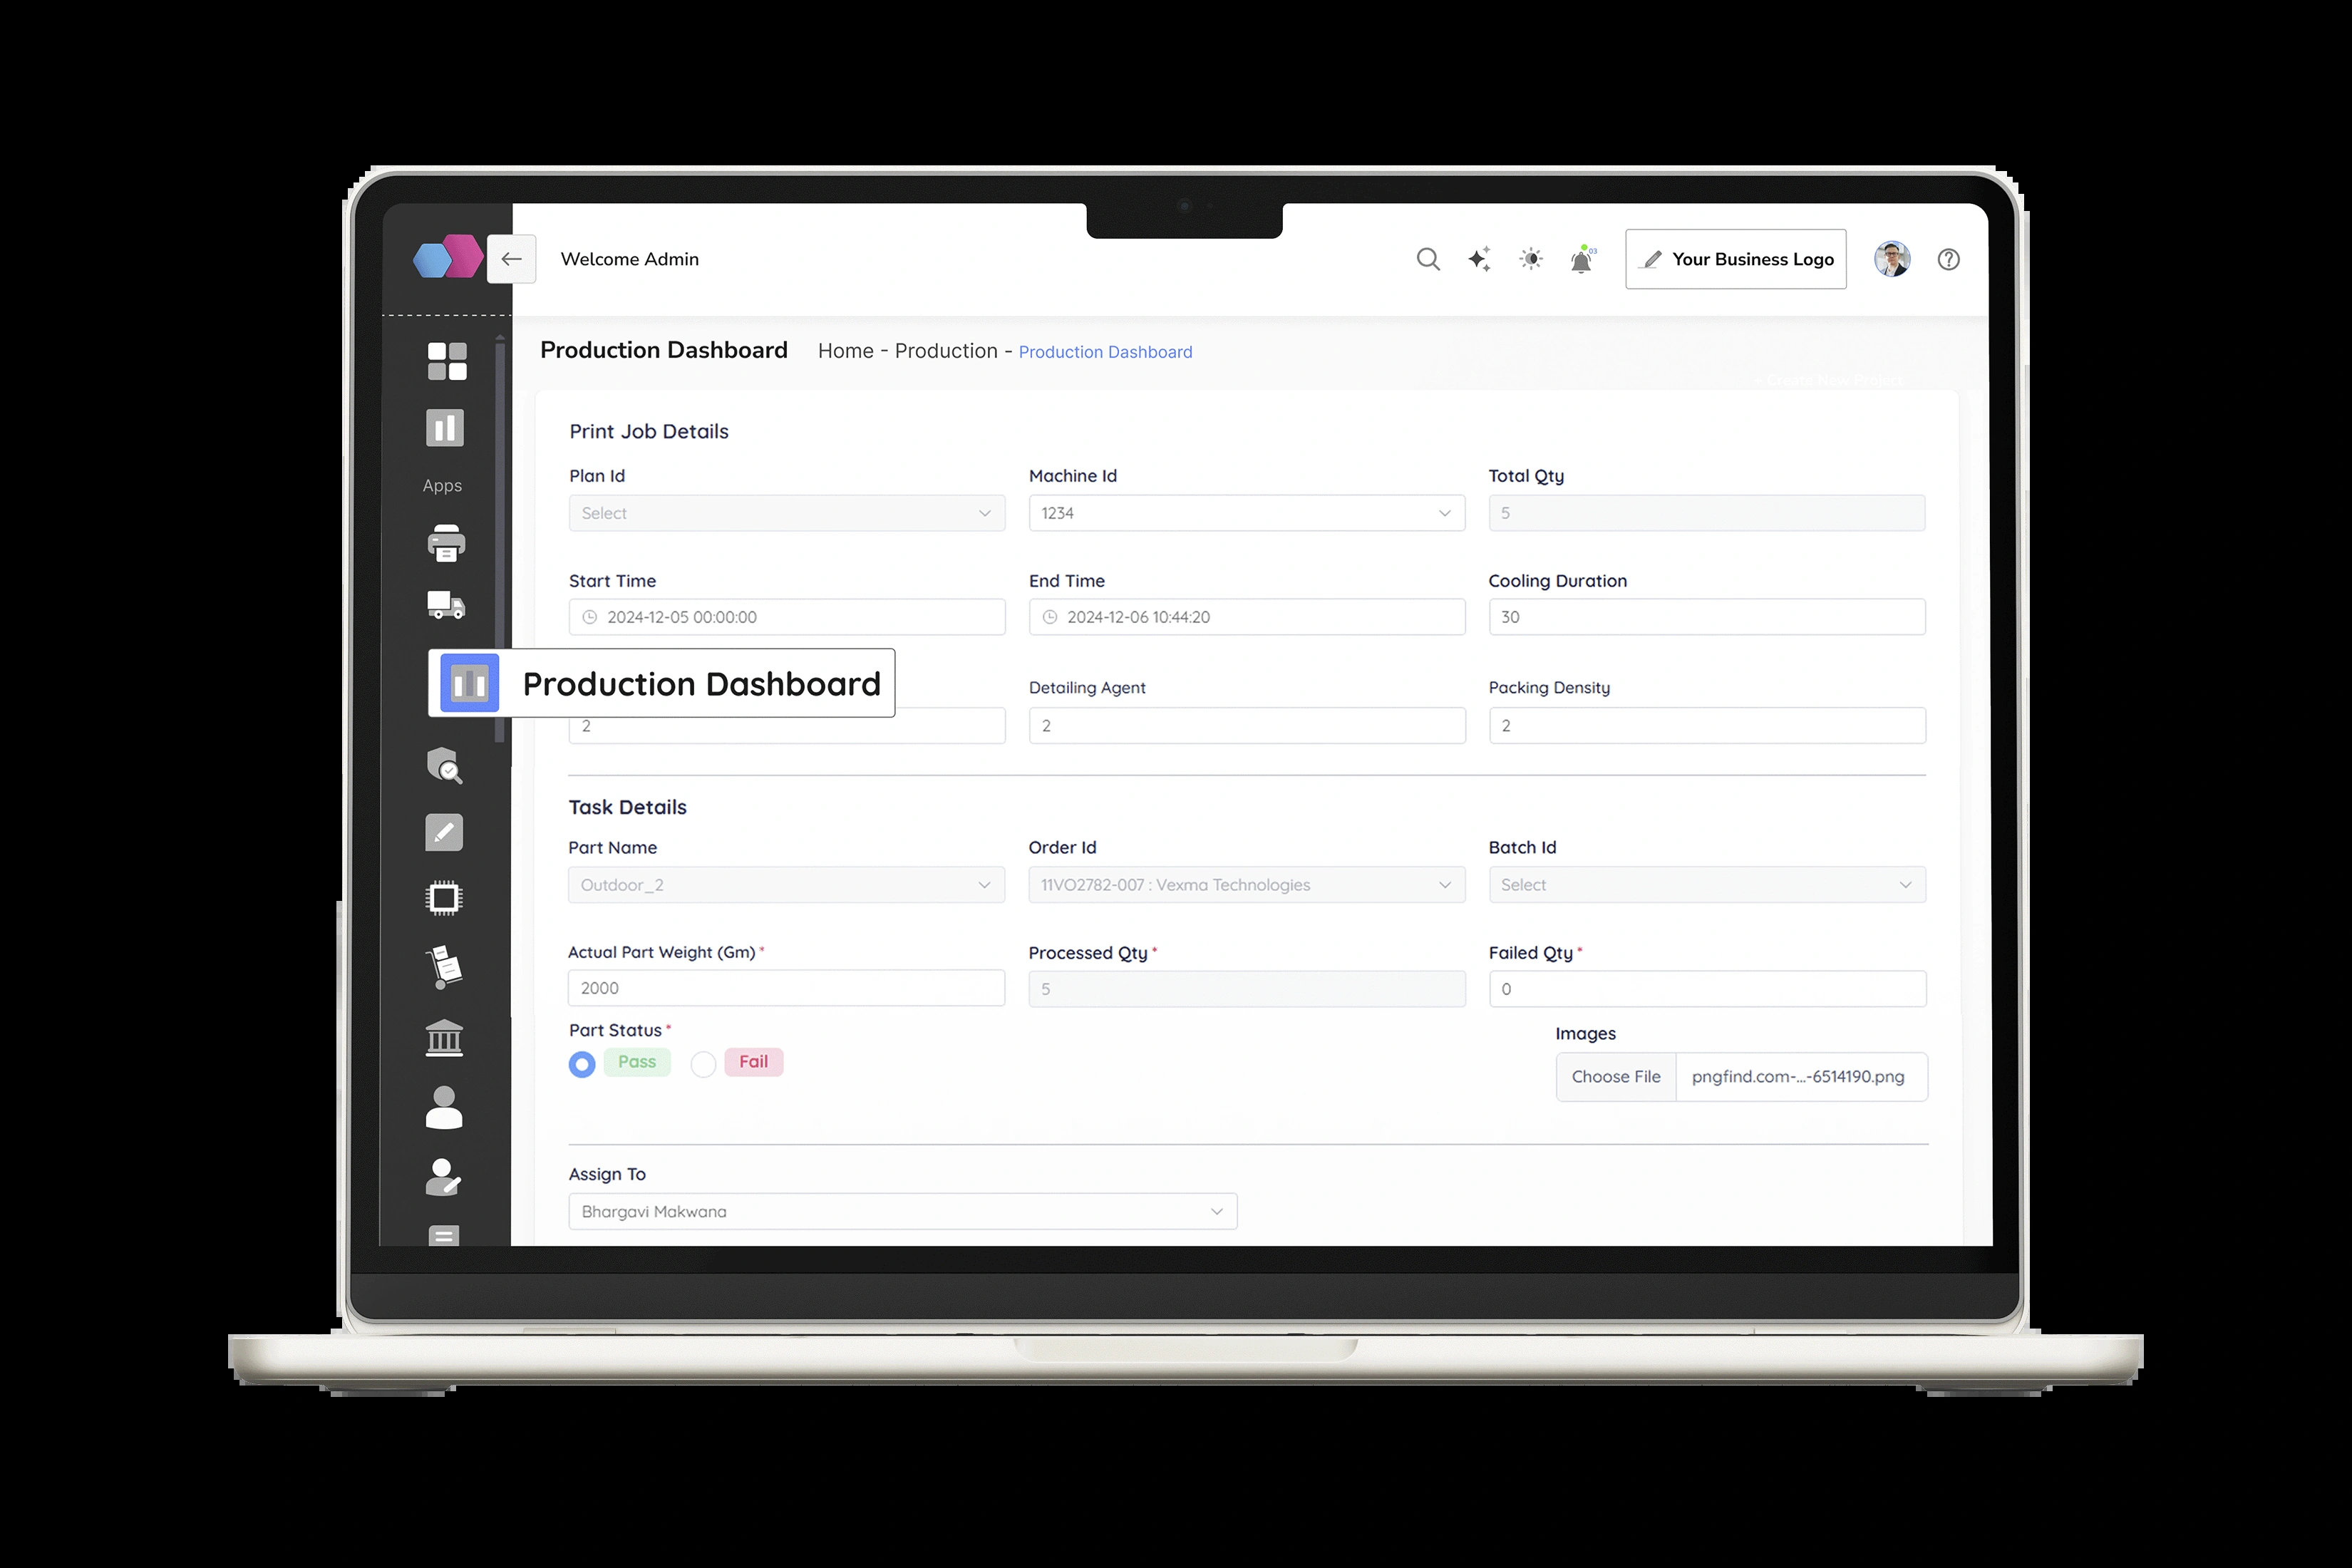 Welcome Admin
03
Your Business Logo
Production Dashboard
Home - Production - Production Dashboard
+ Create New Project
Apps
Print Job Details
Plan Id
Machine Id
Total Qty
Select
1234
5
Start Time
End Time
Cooling Duration
2024-12-05 00:00:00
2024-12-06 10:44:20
30
Production Dashboard
Detailing Agent
Packing Density
2
2
2
Task Details
Part Name
Order Id
Batch Id
Outdoor_2
11VO2782-007 : Vexma Technologies
Select
Actual Part Weight (Gm) *
Processed Qty *
Failed Qty *
2000
5
0
Part Status *
Images
Pass
Fail
Choose File
pngfind.com-...-6514190.png
Assign To
Bhargavi Makwana